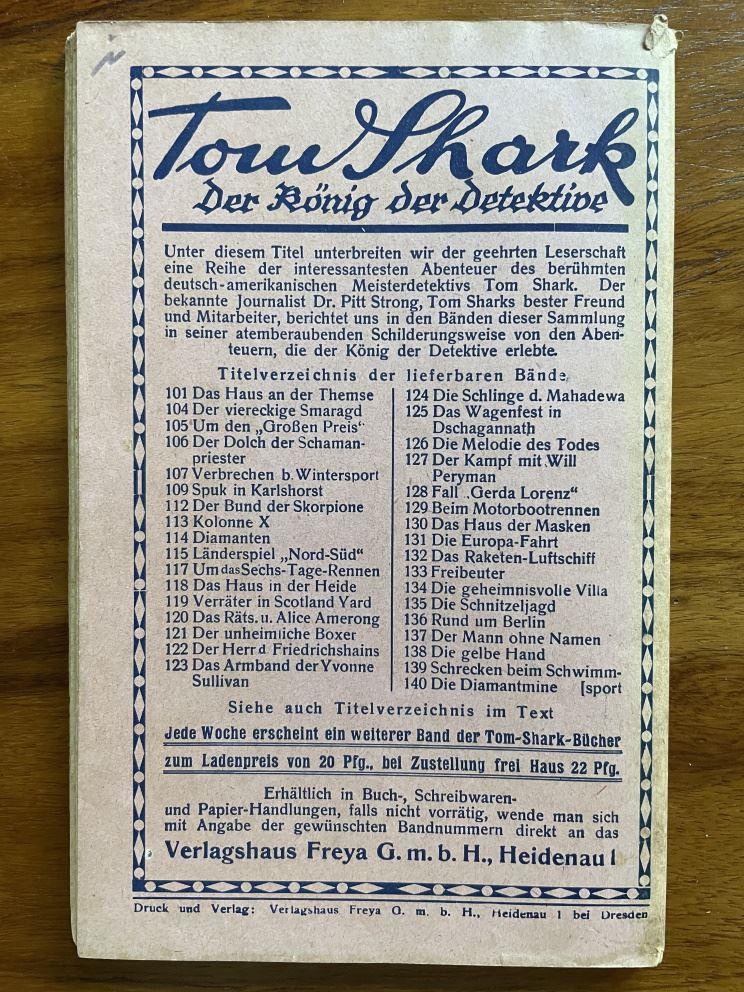 Tom Shark
Der König der Detektive
Unter diesem Titel unterbreiten wir der geehrten Leserschaft
eine Reihe der interessantesten Abenteuer des berühmten
deutsch-amerikanischen Meisterdetektivs Tom Shark. Der
bekannte Journalist Dr. Pitt Strong, Tom Sharks bester Freund
und Mitarbeiter, berichtet uns in den Bänden dieser Sammlung
in seiner atemberaubenden Schilderungsweise von den Aben-
teuern, die der König der Detektive erlebte.
Titelverzeichnis der lieferbaren Bände
101 Das Haus an der Themse
104 Der viereckige Smaragd
105 Um den „Großen Preis“
106 Der Dolch der Schaman-
priester
107 Verbrechen b. Wintersport
109 Spuk in Karlshorst
112 Der Bund der Skorpione
113 Kolonne X
114 Diamanten
115 Länderspiel „Nord-Süd“
117 Um das Sechs-Tage-Rennen
118 Das Haus in der Heide
119 Verräter in Scotland Yard
120 Das Räts. u. Alice Amerong
121 Der unheimliche Boxer
122 Der Herr d Friedrichshains
123 Das Armband der Yvonne
Sullivan
124 Die Schlinge d. Mahadewa
125 Das Wagenfest in
Dschagannath
126 Die Melodie des Todes
127 Der Kampf mit Will
Peryman
128 Fall „Gerda Lorenz“
129 Beim Motorbootrennen
130 Das Haus der Masken
131 Die Europa-Fahrt
132 Das Raketen-Luftschiff
133 Freibeuter
134 Die geheimnisvolle Villa
135 Die Schnitzeljagd
136 Rund um Berlin
137 Der Mann ohne Namen
138 Die gelbe Hand
139 Schrecken beim Schwimm-
140 Die Diamantmine [sport
Siehe auch Titelverzeichnis im Text
Jede Woche erscheint ein weiterer Band der Tom-Shark-Bücher
zum Ladenpreis von 20 Pfg., bei Zustellung frei Haus 22 Pfg.
Erhältlich in Buch-, Schreibwaren-
und Papier-Handlungen, falls nicht vorrätig, wende man sich
mit Angabe der gewünschten Bandnummern direkt an das
Verlagshaus Freya G. m. b. H., Heidenau 1
Druck und Verlag: Verlagshaus Freya G. m. b. H., Heidenau 1 bei Dresden